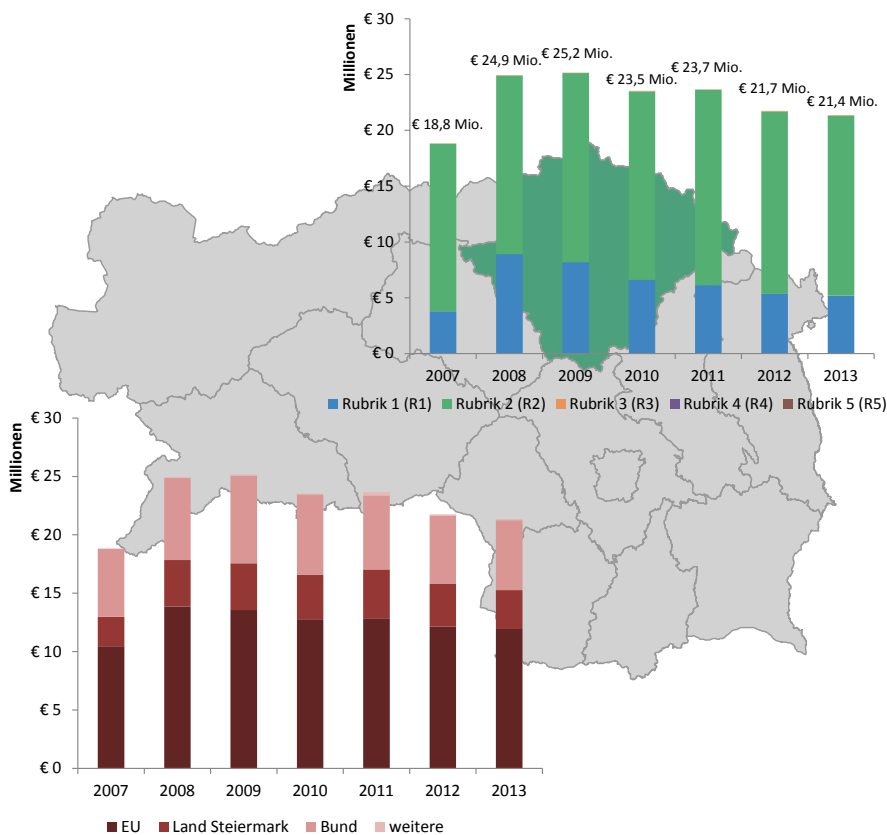 Millionen
€ 30
€ 25
€ 20
€ 15
€ 10
€ 5
€ 0
€ 18,8 Mio.
€ 24,9 Mio.
€ 25,2 Mio.
€ 23,5 Mio.
€ 23,7 Mio.
€ 21,7 Mio.
€ 21,4 Mio.
2007 2008 2009 2010 2011 2012 2013
Rubrik 1 (R1) Rubrik 2 (R2) Rubrik 3 (R3) Rubrik 4 (R4) Rubrik 5 (R5)
Millionen
€ 30
€ 25
€ 20
€ 15
€ 10
€ 5
€ 0
2007 2008 2009 2010 2011 2012 2013
EU Land Steiermark Bund weitere